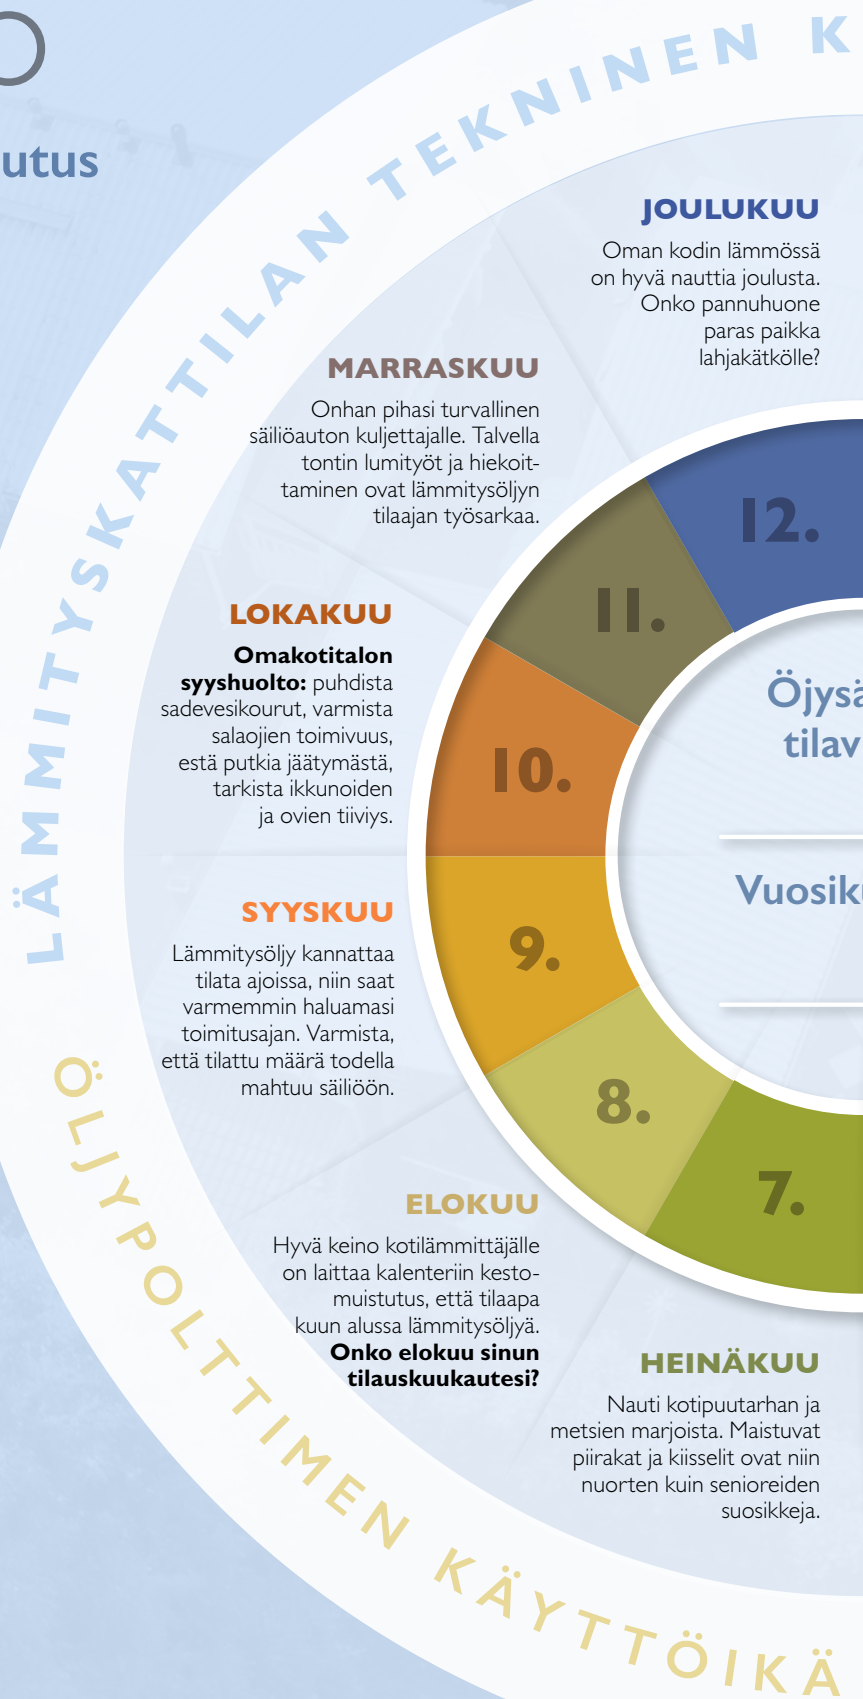 utus
LÄMMITYSKATTILAN TEKNINEN K
JOULUKUU
Oman kodin lämmössä
on hyvä nauttia joulusta.
Onko pannuhuone
paras paikka
lahjakätkölle?
MARRASKUU
Onhan pihasi turvallinen
säiliöauton kuljettajalle. Talvella
tontin lumityöt ja hiekoit-
taminen ovat lämmitysöljyn
tilaajan työsarkaa.
12.
11.
LOKAKUU
Omakotitalon
syyshuolto: puhdista
sadevesikourut, varmista
salaojien toimivuus,
estä putkia jäätymästä,
tarkista ikkunoiden
ja ovien tiiviys.
10.
Öjysä
tilav
Vuosiku
SYYSKUU
Lämmitysöljy kannattaa
tilata ajoissa, niin saat
varmemmin haluamasi
toimitusajan. Varmista,
että tilattu määrä todella
mahtuu säiliöön.
9.
8.
7.
ELOKUU
Hyvä keino kotilämmittäjälle
on laittaa kalenteriin kesto-
muistutus, että tilaapa
kuun alussa lämmitysöljyä.
Onko elokuu sinun
tilauskuukautesi?
HEINÄKUU
Nauti kotipuutarhan ja
metsien marjoista. Maistuvat
piirakat ja kiisselit ovat niin
nuorten kuin senioreiden
suosikkeja.
ÖLJYPOLTTIMEN KÄYTTÖIKÄ